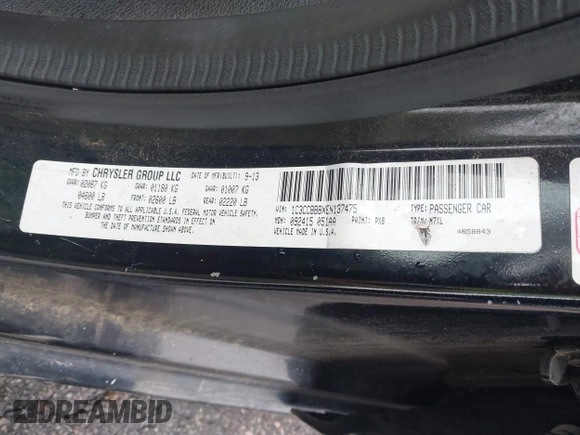 MFD BY CHRYSLER GROUP LLC DATE OF MFR(BUILT): 9-13
GVWR: 02087 KG GAWR: 01180 KG GAWR: 01007 KG
04600 LB FRONT: 02600 LB REAR: 02220 LB
THIS VEHICLE CONFORMS TO ALL APPLICABLE U.S.A. FEDERAL MOTOR VEHICLE SAFETY,
BUMPER AND THEFT PREVENTION STANDARDS IN EFFECT ON
THE DATE OF MANUFACTURE SHOWN ABOVE.
VIN: 1C3CCBBBXEN137475 TYPE: PASSENGER CAR
MDH: 092415 051AA PAINT: PXB TRIM: M7XL
VEHICLE MADE IN U.S.A. 4658843
DREAMBID